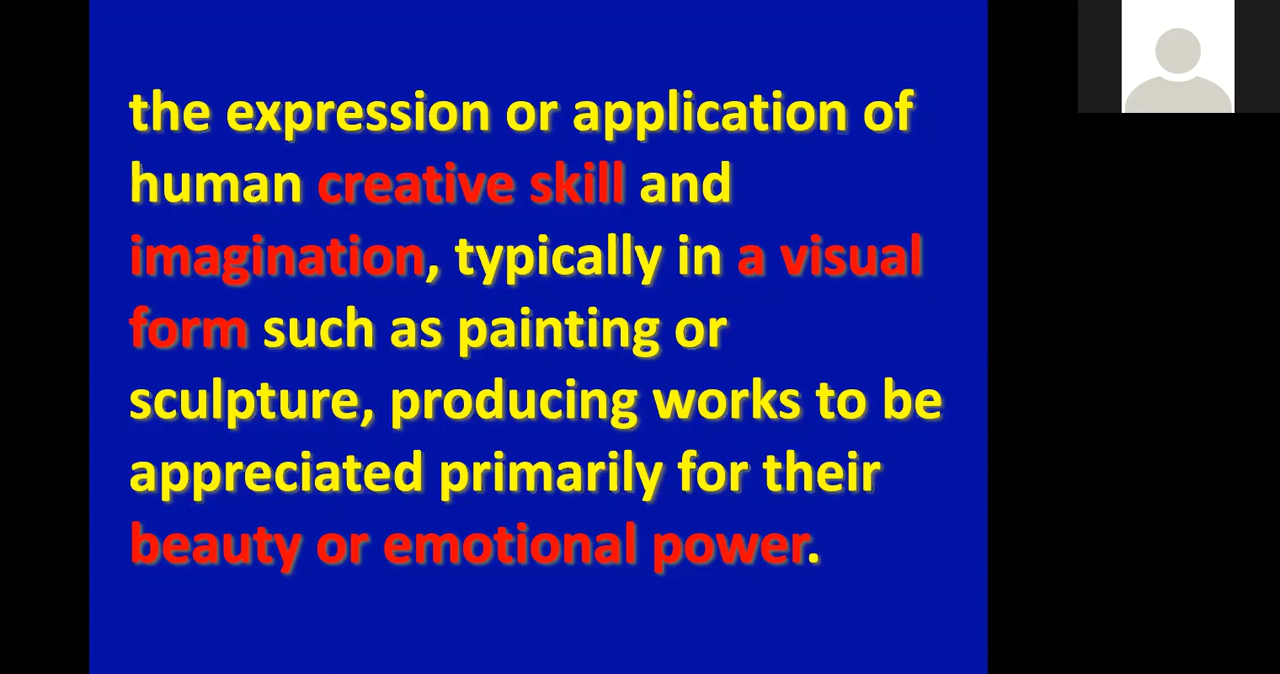 the expression or application of
human creative skill and
imagination, typically in a visual
form such as painting or
sculpture, producing works to be
appreciated primarily for their
beauty or emotional power.